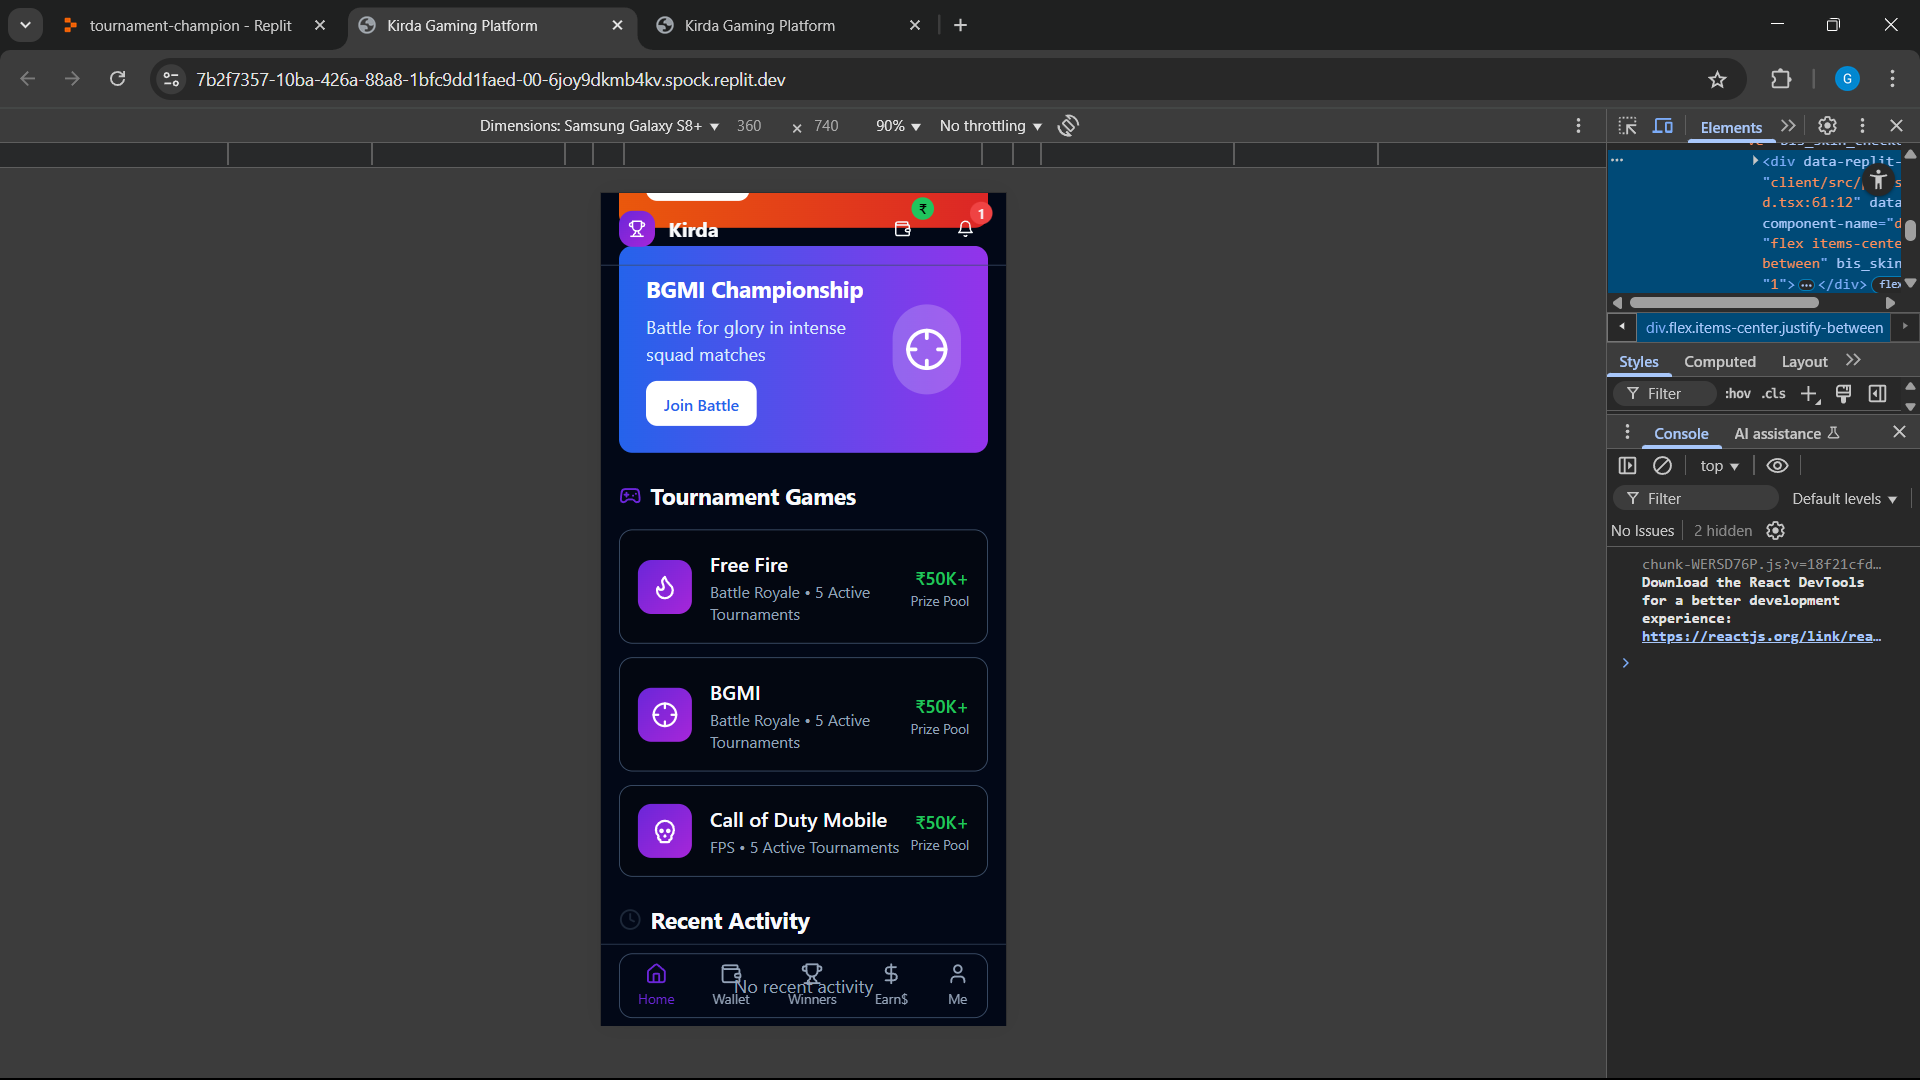 tournament-champion - Replit
Kirda Gaming Platform
Kirda Gaming Platform
7b2f7357-10ba-426a-88a8-1bfc9dd1faed-00-6joy9dkmb4kv.spock.replit.dev
G
Dimensions: Samsung Galaxy S8+ 360 x 740 90% No throttling
Elements
<div data-replit-
"client/src/
d.tsx:61:12" data
component-name="d
"flex items-cente
between" bis_skin
"1">…</div> flex
div.flex.items-center.justify-between
Styles Computed Layout
Filter :hov .cls
Console AI assistance
top
Filter Default levels
No Issues 2 hidden
chunk-WERSD76P.js?v=18f21cfd…
Download the React DevTools
for a better development
experience:
https://reactjs.org/link/rea…
Kirda ₹ 1
BGMI Championship
Battle for glory in intense
squad matches
Join Battle
Tournament Games
Free Fire
Battle Royale • 5 Active
Tournaments
₹50K+
Prize Pool
BGMI
Battle Royale • 5 Active
Tournaments
₹50K+
Prize Pool
Call of Duty Mobile
FPS • 5 Active Tournaments
₹50K+
Prize Pool
Recent Activity
No recent activity
Home Wallet Winners Earn$ Me